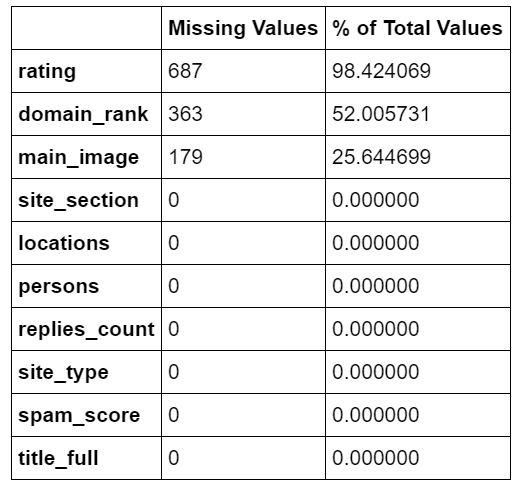 Missing Values % of Total Values
rating 687 98.424069
domain_rank 363 52.005731
main_image 179 25.644699
site_section 0 0.000000
locations 0 0.000000
persons 0 0.000000
replies_count 0 0.000000
site_type 0 0.000000
spam_score 0 0.000000
title_full 0 0.000000